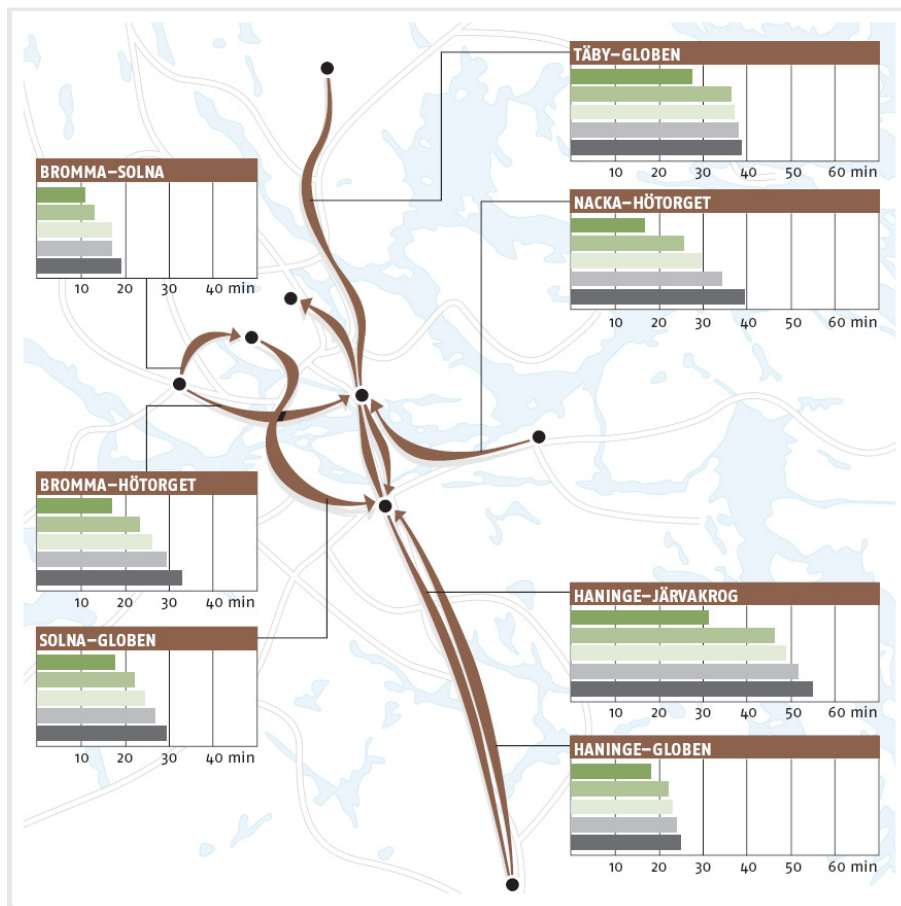 TÄBY–GLOBEN
10 20 30 40 50 60 min
BROMMA–SOLNA
10 20 30 40 min
NACKA–HÖTORGET
10 20 30 40 50 60 min
BROMMA–HÖTORGET
10 20 30 40 min
SOLNA–GLOBEN
10 20 30 40 min
HANINGE–JÄRVAKROG
10 20 30 40 50 60 min
HANINGE–GLOBEN
10 20 30 40 50 60 min